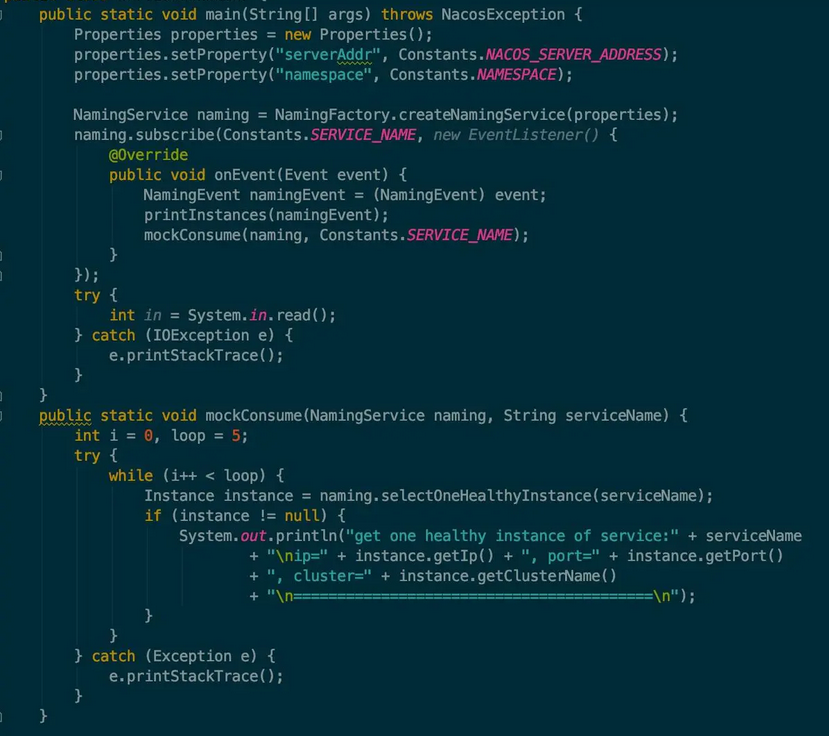 public static void main(String[] args) throws NacosException {
    Properties properties = new Properties();
    properties.setProperty("serverAddr", Constants.NACOS_SERVER_ADDRESS);
    properties.setProperty("namespace", Constants.NAMESPACE);

    NamingService naming = NamingFactory.createNamingService(properties);
    naming.subscribe(Constants.SERVICE_NAME, new EventListener() {
        @Override
        public void onEvent(Event event) {
            NamingEvent namingEvent = (NamingEvent) event;
            printInstances(namingEvent);
            mockConsume(naming, Constants.SERVICE_NAME);
        }
    });
    try {
        int in = System.in.read();
    } catch (IOException e) {
        e.printStackTrace();
    }
}
public static void mockConsume(NamingService naming, String serviceName) {
    int i = 0, loop = 5;
    try {
        while (i++ < loop) {
            Instance instance = naming.selectOneHealthyInstance(serviceName);
            if (instance != null) {
                System.out.println("get one healthy instance of service:" + serviceName
                        + "\nip=" + instance.getIp() + ", port=" + instance.getPort()
                        + ", cluster=" + instance.getClusterName()
                        + "\n=========================================\n");
            }
        }
    } catch (Exception e) {
        e.printStackTrace();
    }
}